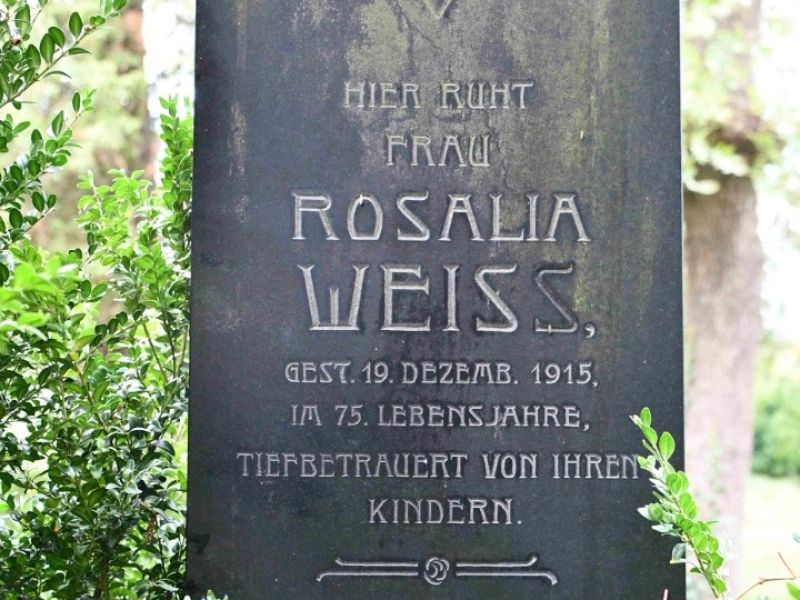 HIER RUHT
FRAU
ROSALIA
WEISS,
GEST. 19. DEZEMB. 1915,
IM 75. LEBENSJAHRE,
TIEFBETRAUERT VON IHREN
KINDERN.